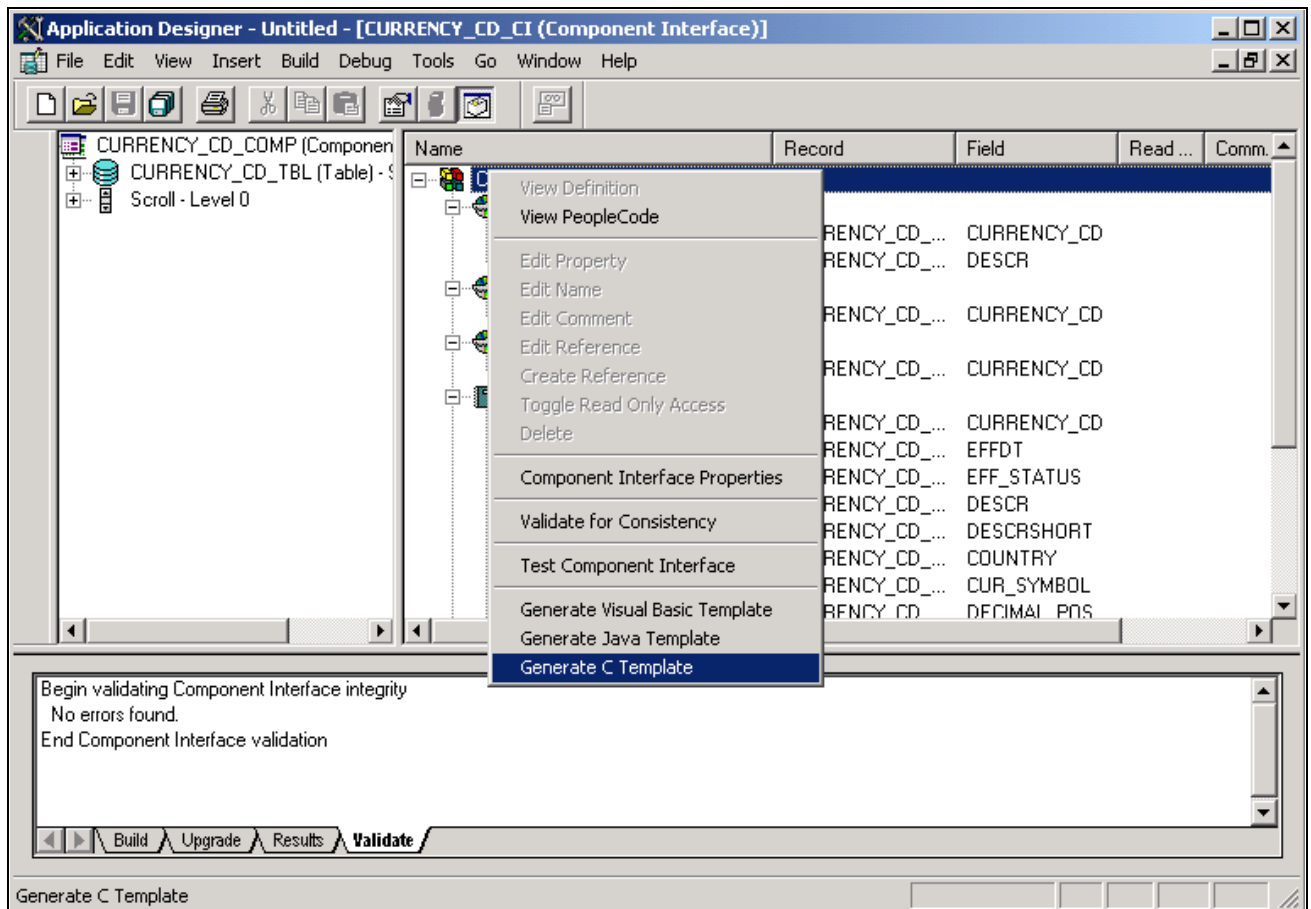 Application Designer - Untitled - [CURRENCY_CD_CI (Component Interface)]
File Edit View Insert Build Debug Tools Go Window Help
CURRENCY_CD_COMP (Componen
CURRENCY_CD_TBL (Table) - S
Scroll - Level 0
Name Record Field Read ... Comm.
C
View Definition
View PeopleCode
Edit Property
Edit Name
Edit Comment
Edit Reference
Create Reference
Toggle Read Only Access
Delete
Component Interface Properties
Validate for Consistency
Test Component Interface
Generate Visual Basic Template
Generate Java Template
Generate C Template
RENCY_CD_... CURRENCY_CD
RENCY_CD_... DESCR
RENCY_CD_... CURRENCY_CD
RENCY_CD_... CURRENCY_CD
RENCY_CD_... CURRENCY_CD
RENCY_CD_... EFFDT
RENCY_CD_... EFF_STATUS
RENCY_CD_... DESCR
RENCY_CD_... DESCRSHORT
RENCY_CD_... COUNTRY
RENCY_CD_... CUR_SYMBOL
RENCY_CD DECIMAL_POS
Begin validating Component Interface integrity
No errors found.
End Component Interface validation
Build Upgrade Results Validate
Generate C Template